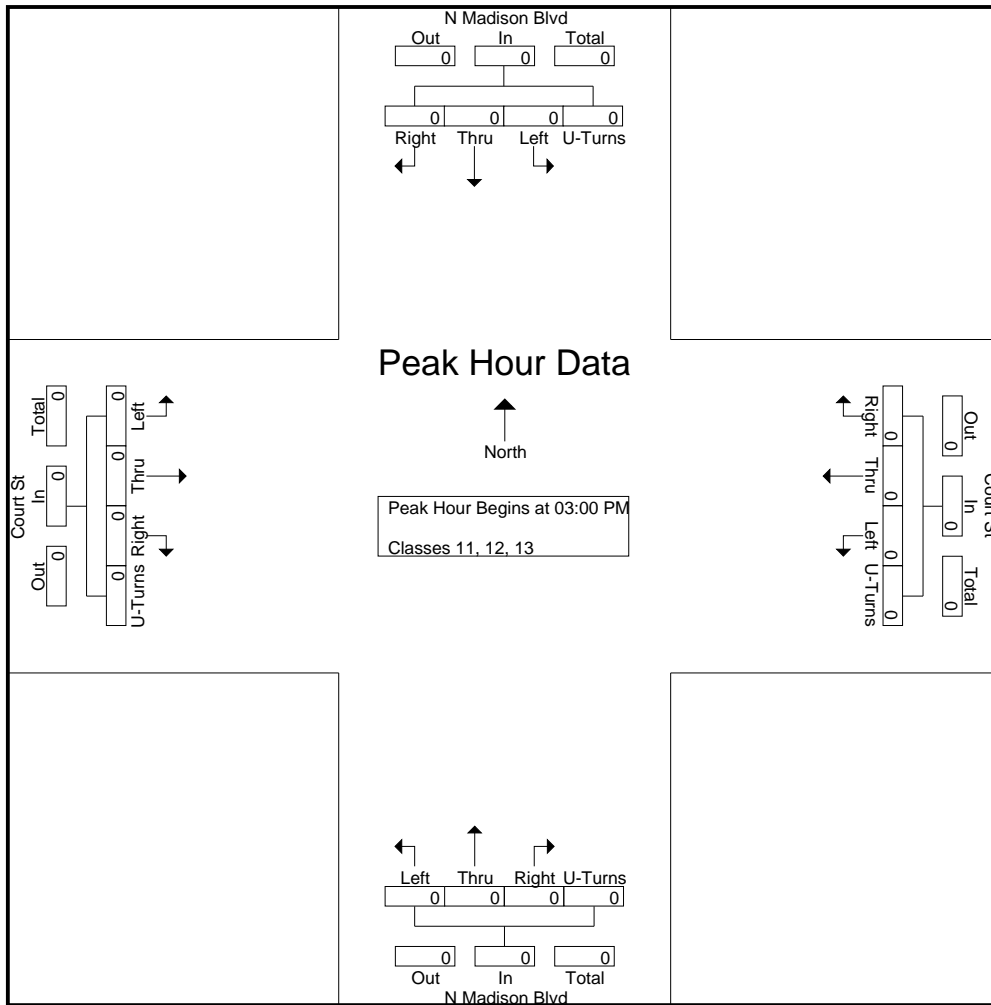 N Madison Blvd
Out In Total
0 0 0
0 0 0 0
Right Thru Left U-Turns
Peak Hour Data
North
Peak Hour Begins at 03:00 PM
Classes 11, 12, 13
Court St
Total In Out
0 0 0
0 0 0 0
Left Thru Right U-Turns
Court St
Out In Total
0 0 0
0 0 0 0
Right Thru Left U-Turns
Left Thru Right U-Turns
0 0 0 0
0 0 0
Out In Total
N Madison Blvd